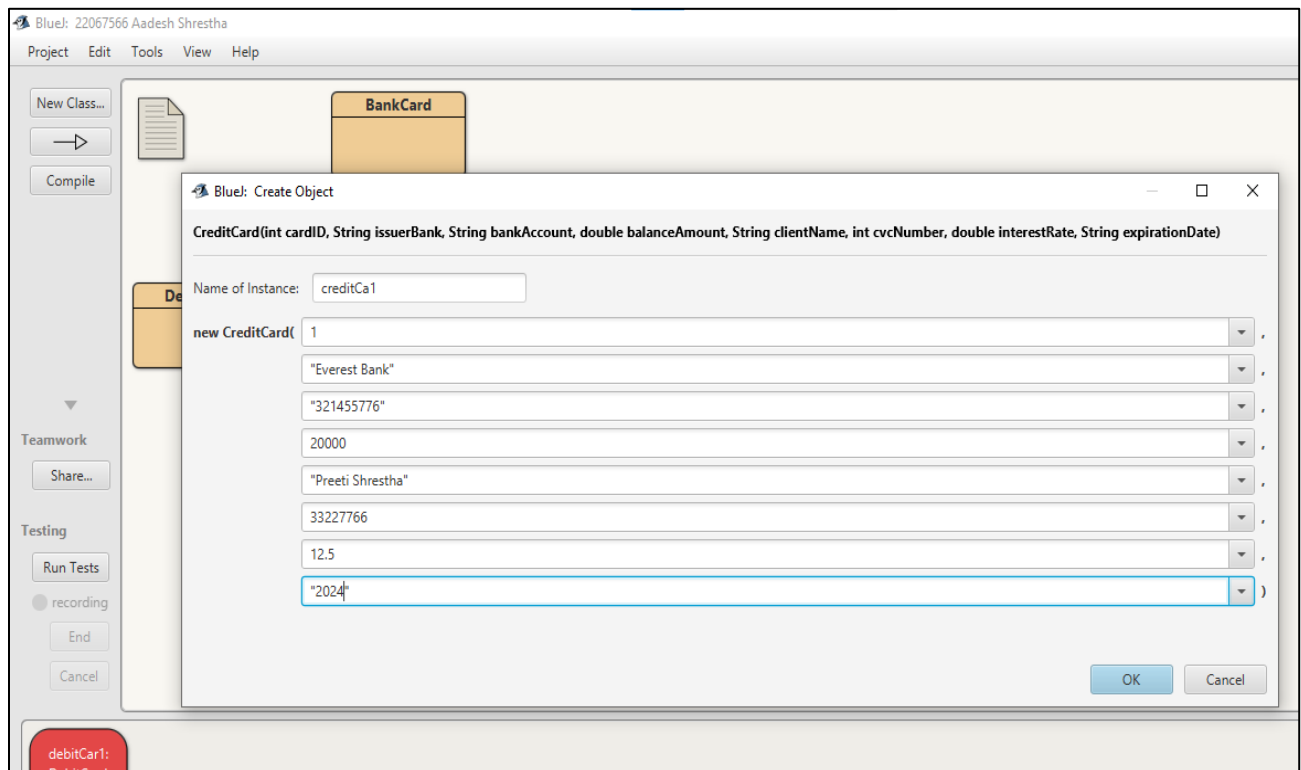 BlueJ: 22067566 Aadesh Shrestha
Project Edit Tools View Help
New Class...
BankCard
Compile
BlueJ: Create Object
CreditCard(int cardID, String issuerBank, String bankAccount, double balanceAmount, String clientName, int cvcNumber, double interestRate, String expirationDate)
De
Name of Instance: creditCa1
new CreditCard( 1 ,
"Everest Bank" ,
"321455776" ,
20000 ,
"Preeti Shrestha" ,
33227766 ,
12.5 ,
"2024" )
Teamwork
Share...
Testing
Run Tests
recording
End
Cancel
OK Cancel
debitCar1: